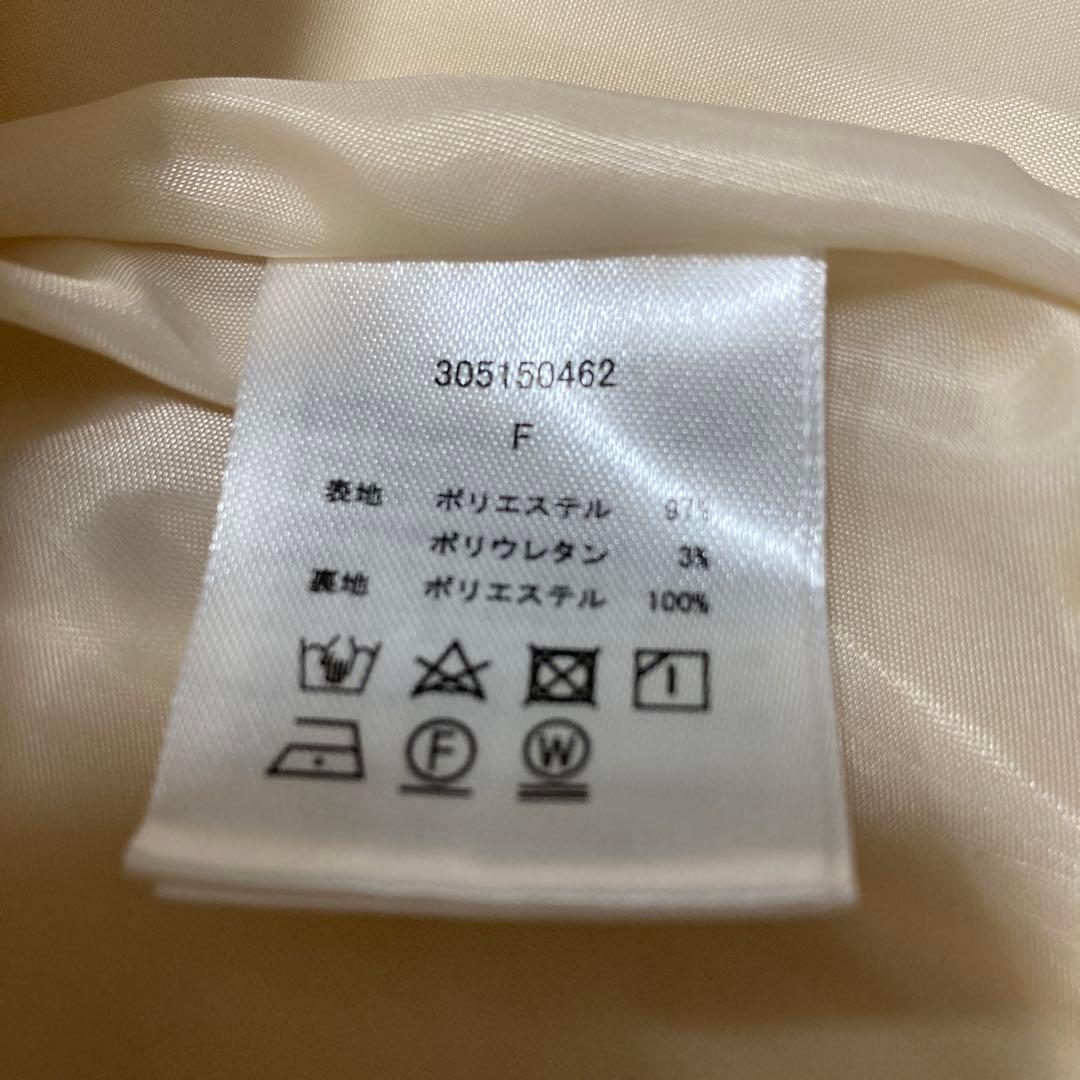 305150462
F
表地 ポリエステル 97%
ポリウレタン 3%
裏地 ポリエステル 100%
F W